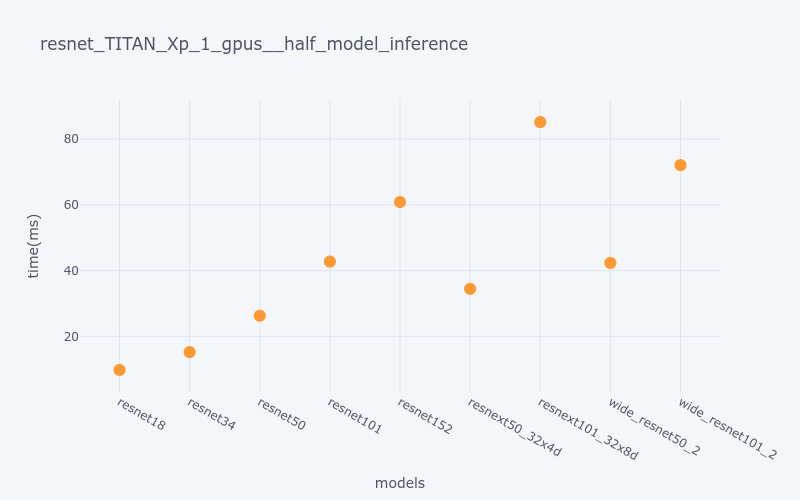 resnet_TITAN_Xp_1_gpus__half_model_inference
time(ms)
80
60
40
20
resnet18
resnet34
resnet50
resnet101
resnet152
resnext50_32x4d
resnext101_32x8d
wide_resnet50_2
wide_resnet101_2
models